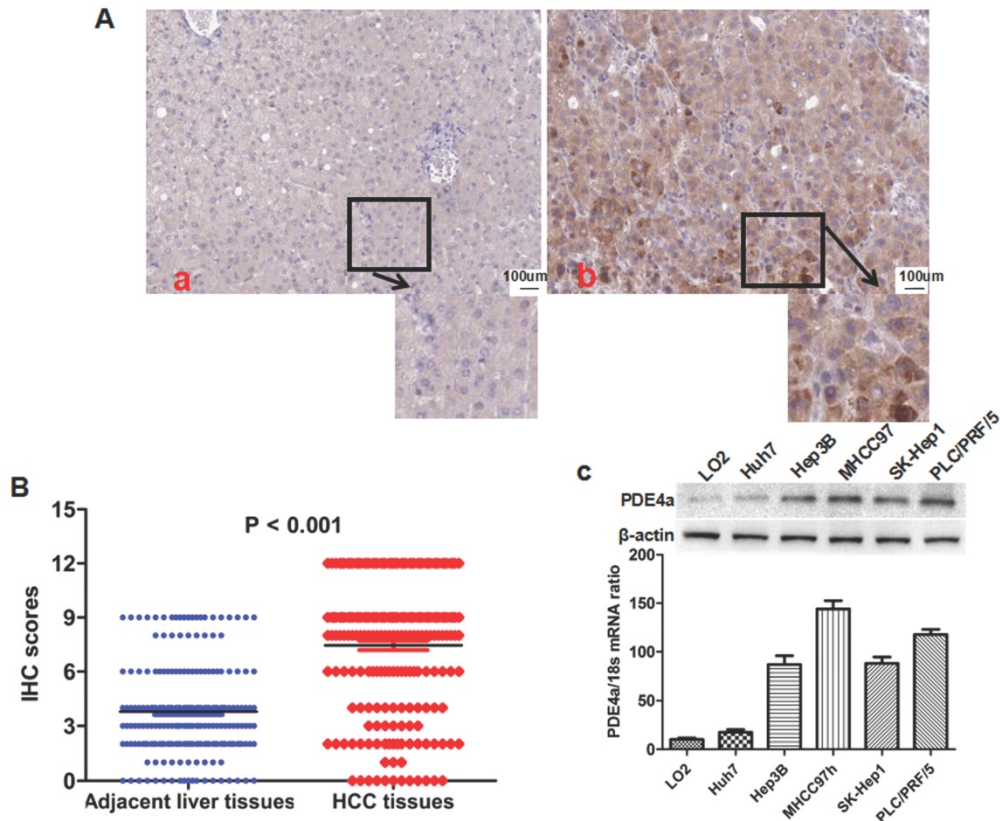 A
a
100um
b
100um
B
P < 0.001
IHC scores
15
12
9
6
3
0
Adjacent liver tissues
HCC tissues
c
LO2
Huh7
Hep3B
MHCC97
SK-Hep1
PLC/PRF/5
PDE4a
β-actin
PDE4a/18s mRNA ratio
200
150
100
50
0
LO2
Huh7
Hep3B
MHCC97h
SK-Hep1
PLC/PRF/5